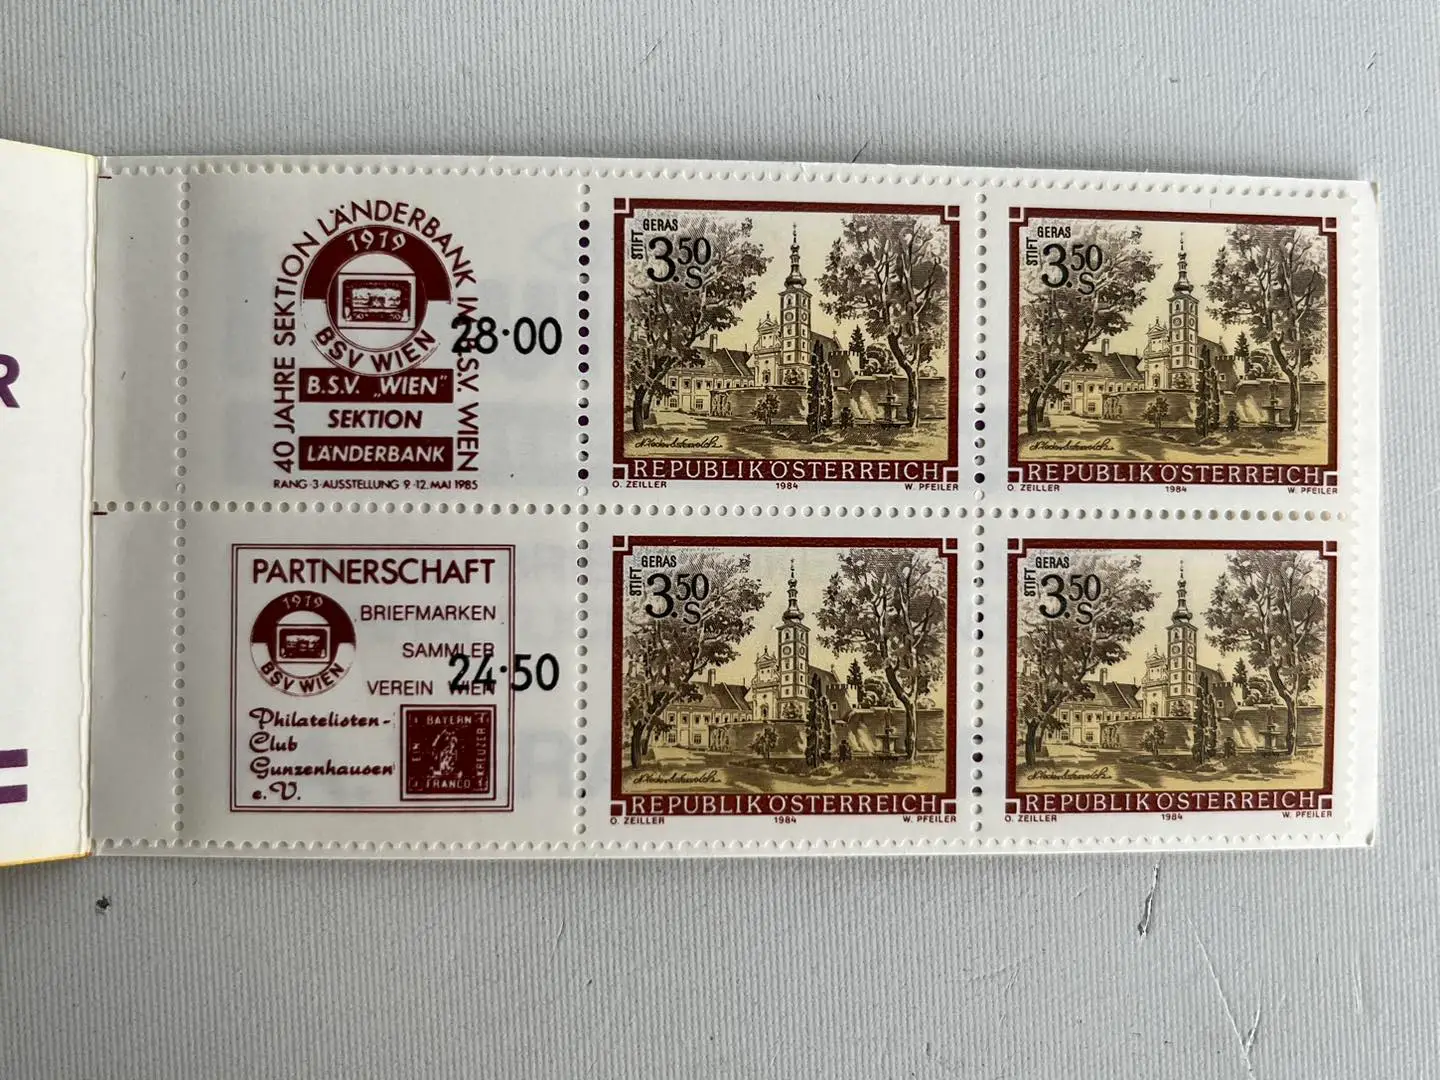 R
40 JAHRE SEKTION LÄNDERBANK IM B.S.V. WIEN
1919
BSV WIEN
B.S.V. „WIEN“
SEKTION
LÄNDERBANK
RANG-3-AUSSTELLUNG 9-12. MAI 1985
28·00
STIFT GERAS
3.50
S
REPUBLIK ÖSTERREICH
O. ZEILLER 1984 W. PFEILER
STIFT GERAS
3.50
S
REPUBLIK ÖSTERREICH
O. ZEILLER 1984 W. PFEILER
PARTNERSCHAFT
1919
BSV WIEN
BRIEFMARKEN
SAMMLER
VEREIN WIEN
24·50
Philatelisten-
Club
Gunzenhausen
e.V.
BAYERN
EIN
KREUZER
FRANCO
STIFT GERAS
3.50
S
REPUBLIK ÖSTERREICH
O. ZEILLER 1984 W. PFEILER
STIFT GERAS
3.50
S
REPUBLIK ÖSTERREICH
O. ZEILLER 1984 W. PFEILER